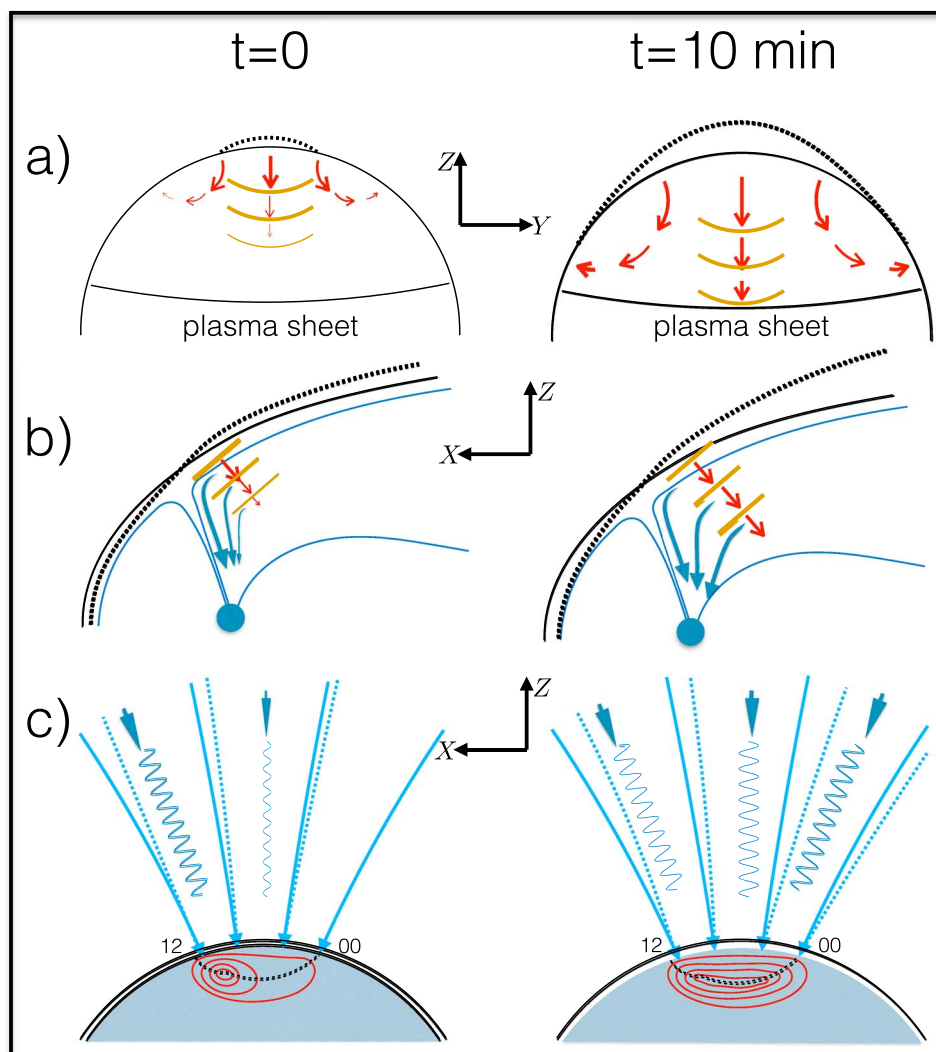 t=0
t=10 min
a)
Z
Y
plasma sheet
plasma sheet
b)
Z
X
c)
Z
X
12
00
12
00